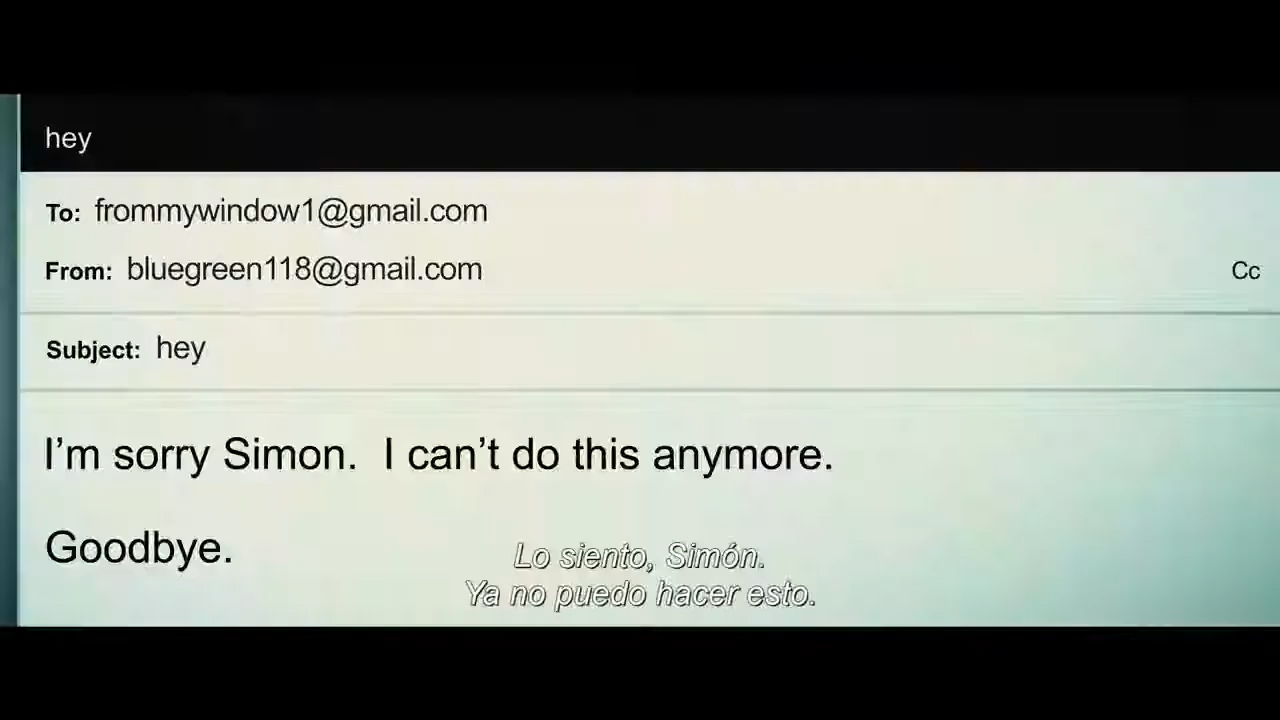 hey
To: frommywindow1@gmail.com
From: bluegreen118@gmail.com
Cc
Subject: hey
I’m sorry Simon. I can’t do this anymore.
Goodbye.
Lo siento, Simón.
Ya no puedo hacer esto.